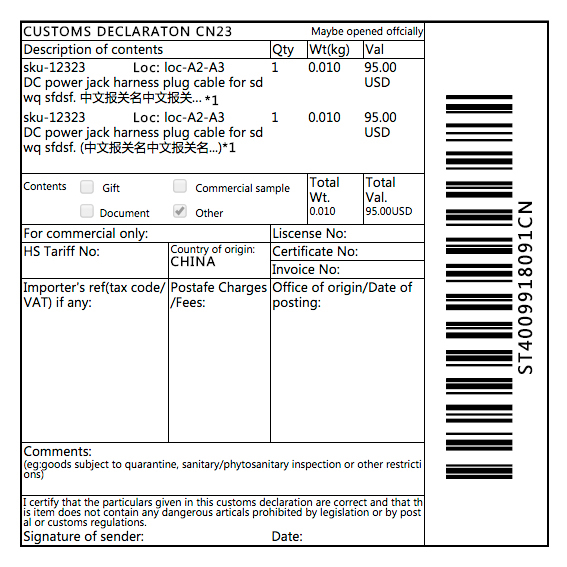 CUSTOMS DECLARATON CN23 Maybe opened offcially
Description of contents Qty Wt(kg) Val
sku-12323 Loc: loc-A2-A3 1 0.010 95.00
DC power jack harness plug cable for sd USD
wq sfdsf. 中文报关名中文报关... *1
sku-12323 Loc: loc-A2-A3 1 0.010 95.00
DC power jack harness plug cable for sd USD
wq sfdsf. (中文报关名中文报关名...)*1
Contents Gift Commercial sample
Document Other
Total
Wt.
0.010
Total
Val.
95.00USD
For commercial only: Liscense No:
HS Tariff No: Country of origin:
CHINA
Certificate No:
Invoice No:
Importer's ref(tax code/
VAT) if any:
Postafe Charges
/Fees:
Office of origin/Date of
posting:
Comments:
(eg:goods subject to quarantine, sanitary/phytosanitary inspection or other restricti
ons)
I certify that the particulars given in this customs declaration are correct and that th
is item does not contain any dangerous articals prohibited by legislation or by post
al or customs regulations.
Signature of sender: Date:
ST4009918091CN